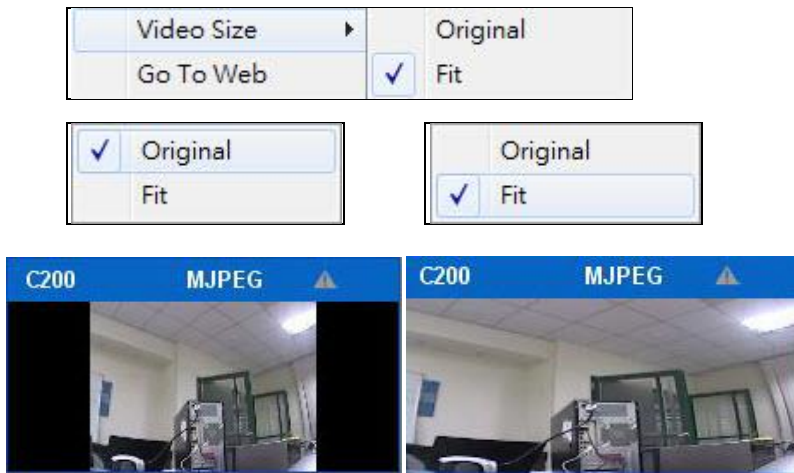 Video Size Original
Go To Web Fit
Original Original
Fit Fit
C200 MJPEG C200 MJPEG